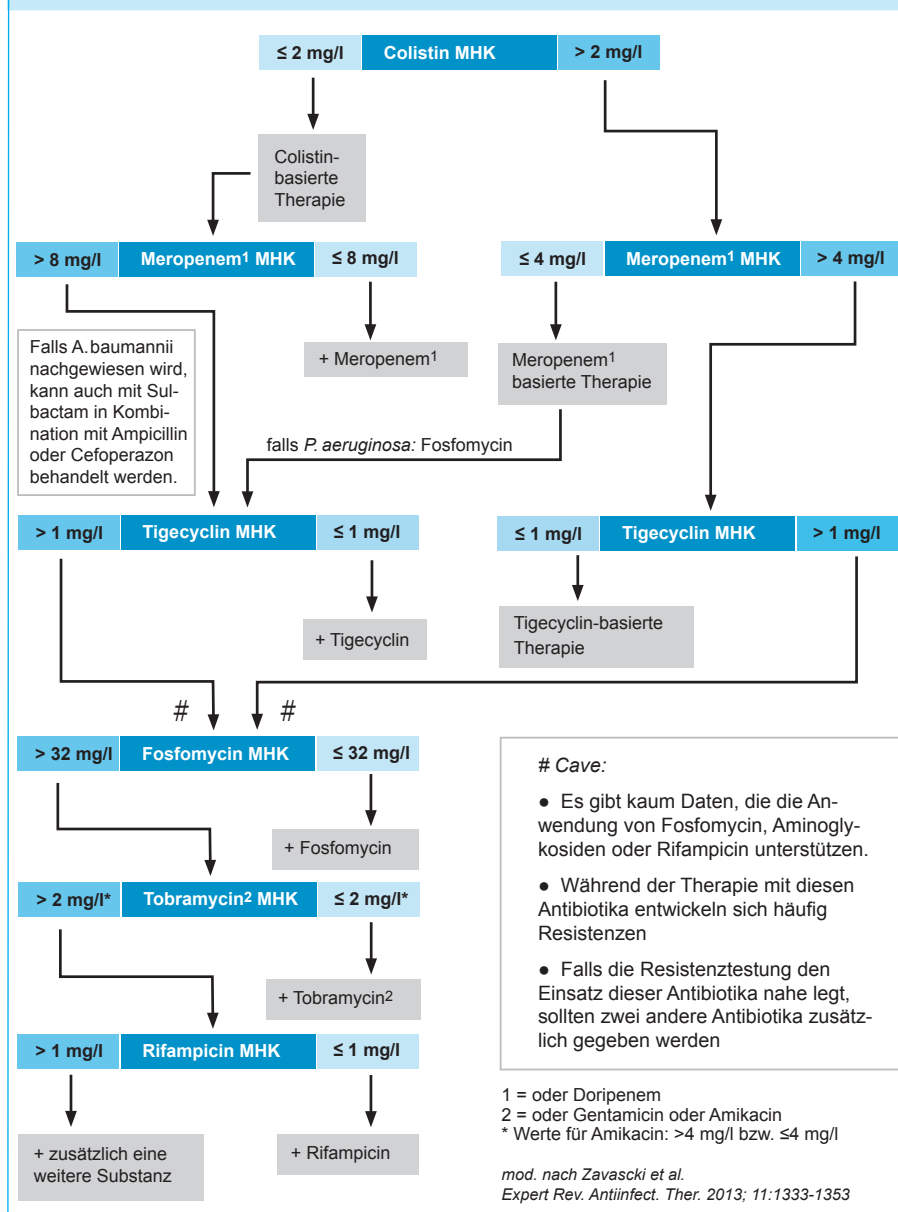 ≤ 2 mg/l Colistin MHK > 2 mg/l
Colistin-
basierte
Therapie
> 8 mg/l Meropenem1 MHK ≤ 8 mg/l
≤ 4 mg/l Meropenem1 MHK > 4 mg/l
Falls A. baumannii
nachgewiesen wird,
kann auch mit Sul-
bactam in Kombi-
nation mit Ampicillin
oder Cefoperazon
behandelt werden.
+ Meropenem1
Meropenem1
basierte Therapie
falls P. aeruginosa: Fosfomycin
> 1 mg/l Tigecyclin MHK ≤ 1 mg/l
≤ 1 mg/l Tigecyclin MHK > 1 mg/l
+ Tigecyclin
Tigecyclin-basierte
Therapie
# #
> 32 mg/l Fosfomycin MHK ≤ 32 mg/l
+ Fosfomycin
> 2 mg/l* Tobramycin2 MHK ≤ 2 mg/l*
+ Tobramycin2
> 1 mg/l Rifampicin MHK ≤ 1 mg/l
+ zusätzlich eine
weitere Substanz
+ Rifampicin
# Cave:
● Es gibt kaum Daten, die die An-
wendung von Fosfomycin, Aminogly-
kosiden oder Rifampicin unterstützen.
● Während der Therapie mit diesen
Antibiotika entwickeln sich häufig
Resistenzen
● Falls die Resistenztestung den
Einsatz dieser Antibiotika nahe legt,
sollten zwei andere Antibiotika zusätz-
lich gegeben werden
1 = oder Doripenem
2 = oder Gentamicin oder Amikacin
* Werte für Amikacin: >4 mg/l bzw. ≤4 mg/l
mod. nach Zavascki et al.
Expert Rev. Antiinfect. Ther. 2013; 11:1333-1353